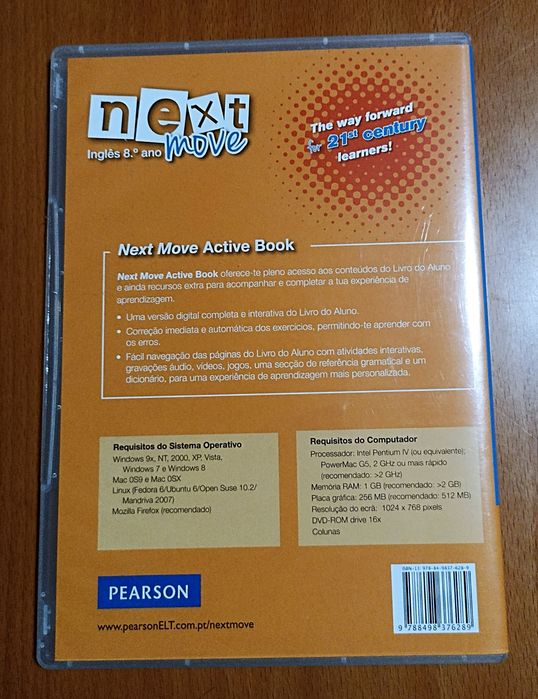 next
move
Inglês 8.º ano
The way forward
for 21st century
learners!
Next Move Active Book
Next Move Active Book oferece-te pleno acesso aos conteúdos do Livro do Aluno
e ainda recursos extra para acompanhar e completar a tua experiência de
aprendizagem.
• Uma versão digital completa e interativa do Livro do Aluno.
• Correção imediata e automática dos exercícios, permitindo-te aprender com
os erros.
• Fácil navegação das páginas do Livro do Aluno com atividades interativas,
gravações áudio, vídeos, jogos, uma secção de referência gramatical e um
dicionário, para uma experiência de aprendizagem mais personalizada.
Requisitos do Sistema Operativo
Windows 9x, NT, 2000, XP, Vista,
Windows 7 e Windows 8
Mac 0S9 e Mac 0SX
Linux (Fedora 6/Ubuntu 6/Open Suse 10.2/
Mandriva 2007)
Mozilla Firefox (recomendado)
Requisitos do Computador
Processador: Intel Pentium IV (ou equivalente);
PowerMac G5, 2 GHz ou mais rápido
(recomendado: >2 GHz)
Memória RAM: 1 GB (recomendado: >2 GB)
Placa gráfica: 256 MB (recomendado: 512 MB)
Resolução do ecrã: 1024 x 768 pixels
DVD-ROM drive 16x
Colunas
PEARSON
www.pearsonELT.com.pt/nextmove
ISBN-13 978-84-9837-628-9
9 788498 376289